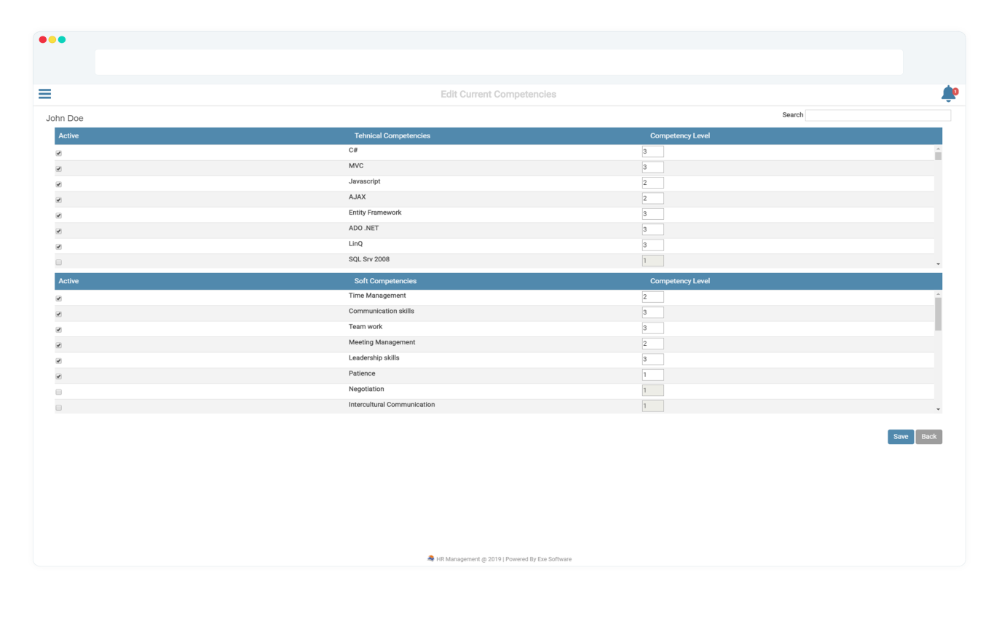 Edit Current Competencies
1
John Doe
Search
Active Tehnical Competencies Competency Level
C# 3
MVC 3
Javascript 2
AJAX 2
Entity Framework 3
ADO .NET 3
LinQ 3
SQL Srv 2008 1
Active Soft Competencies Competency Level
Time Management 2
Communication skills 3
Team work 3
Meeting Management 2
Leadership skills 3
Patience 1
Negotiation 1
Intercultural Communication 1
Save Back
HR Management @ 2019 | Powered By Exe Software